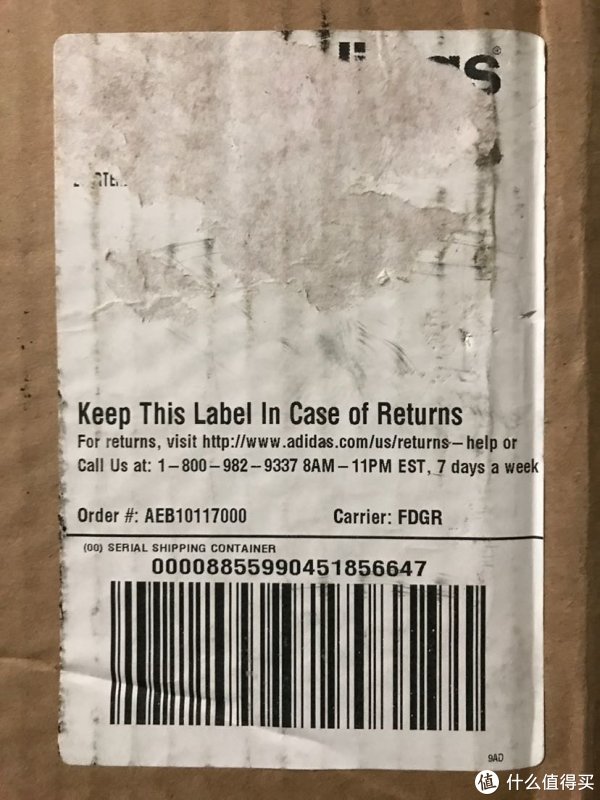 Keep This Label In Case of Returns
For returns, visit http://www.adidas.com/us/returns-help or
Call Us at: 1-800-982-9337 8AM-11PM EST, 7 days a week
Order #: AEB10117000 Carrier: FDGR
(00) SERIAL SHIPPING CONTAINER
00008855990451856647
9AD
值 什么值得买